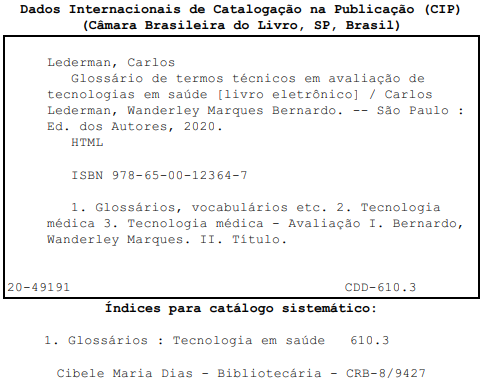 Dados Internacionais de Catalogação na Publicação (CIP)
(Câmara Brasileira do Livro, SP, Brasil)
Lederman, Carlos
Glossário de termos técnicos em avaliação de
tecnologias em saúde [livro eletrônico] / Carlos
Lederman, Wanderley Marques Bernardo. -- São Paulo :
Ed. dos Autores, 2020.
HTML
ISBN 978-65-00-12364-7
1. Glossários, vocabulários etc. 2. Tecnologia
médica 3. Tecnologia médica - Avaliação I. Bernardo,
Wanderley Marques. II. Título.
20-49191 CDD-610.3
Índices para catálogo sistemático:
1. Glossários : Tecnologia em saúde 610.3
Cibele Maria Dias - Bibliotecária - CRB-8/9427